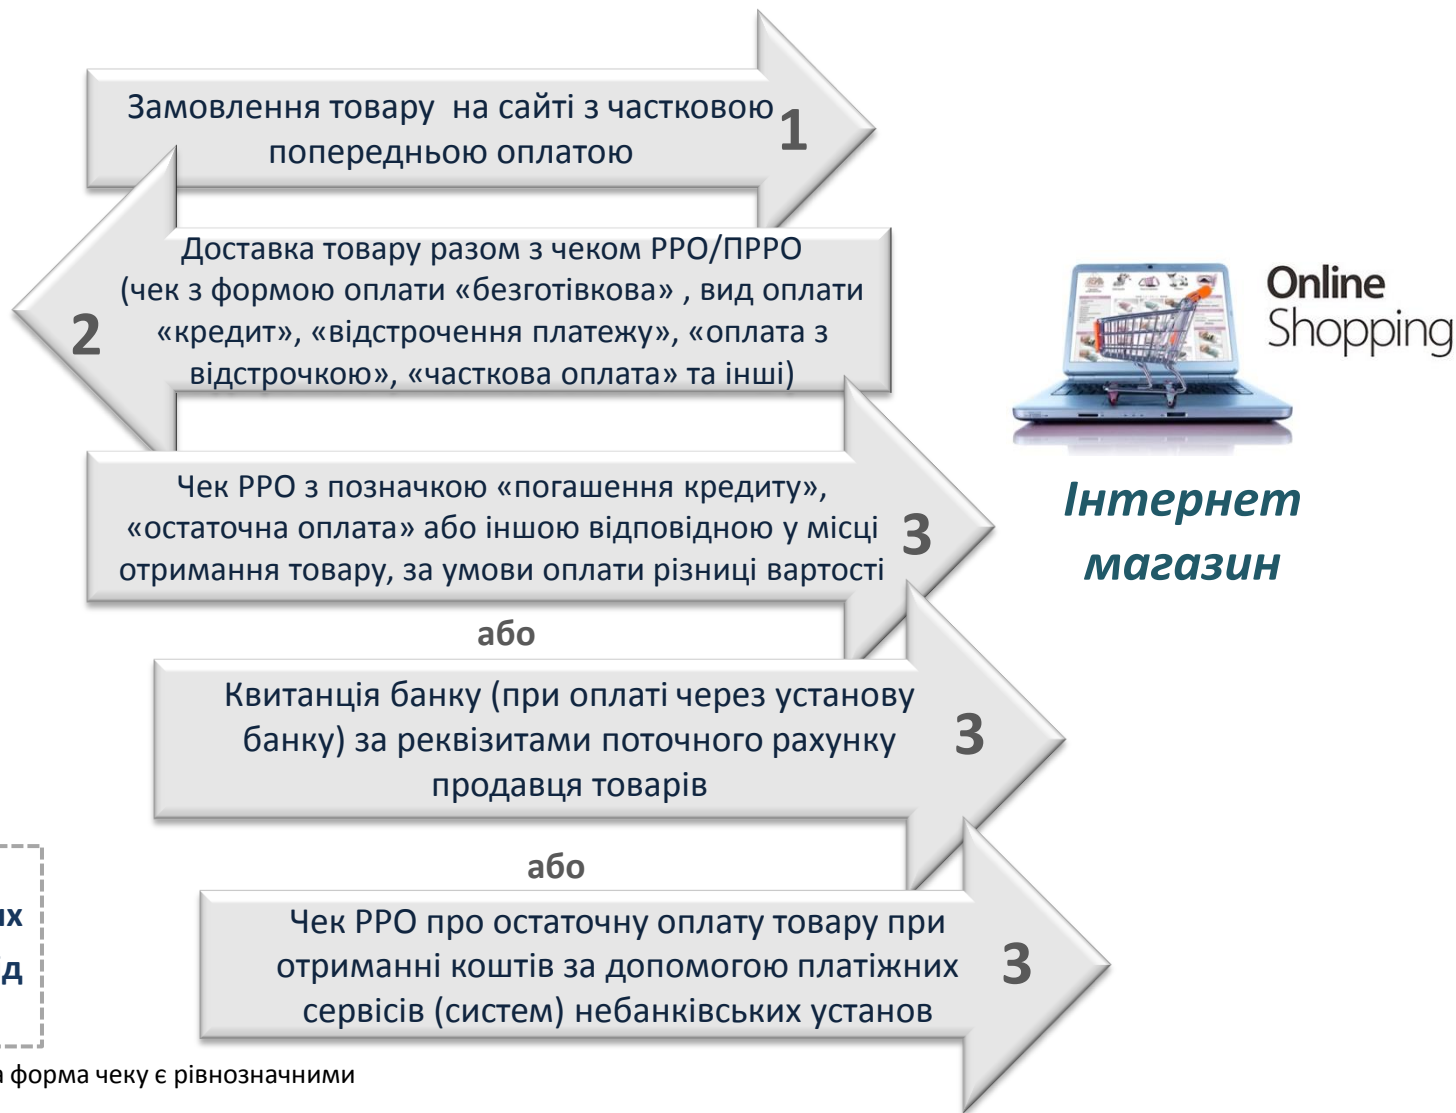 Замовлення товару на сайті з частковою
попередньою оплатою
1
Доставка товару разом з чеком РРО/ПРРО
(чек з формою оплати «безготівкова» , вид оплати
«кредит», «відстрочення платежу», «оплата з
відстрочкою», «часткова оплата» та інші)
2
Online
Shopping
Інтернет
магазин
Чек РРО з позначкою «погашення кредиту»,
«остаточна оплата» або іншою відповідною у місці
отримання товару, за умови оплати різниці вартості
3
або
Квитанція банку (при оплаті через установу
банку) за реквізитами поточного рахунку
продавця товарів
3
або
Чек РРО про остаточну оплату товару при
отриманні коштів за допомогою платіжних
сервісів (систем) небанківських установ
3
их
д
а форма чеку є рівнозначними